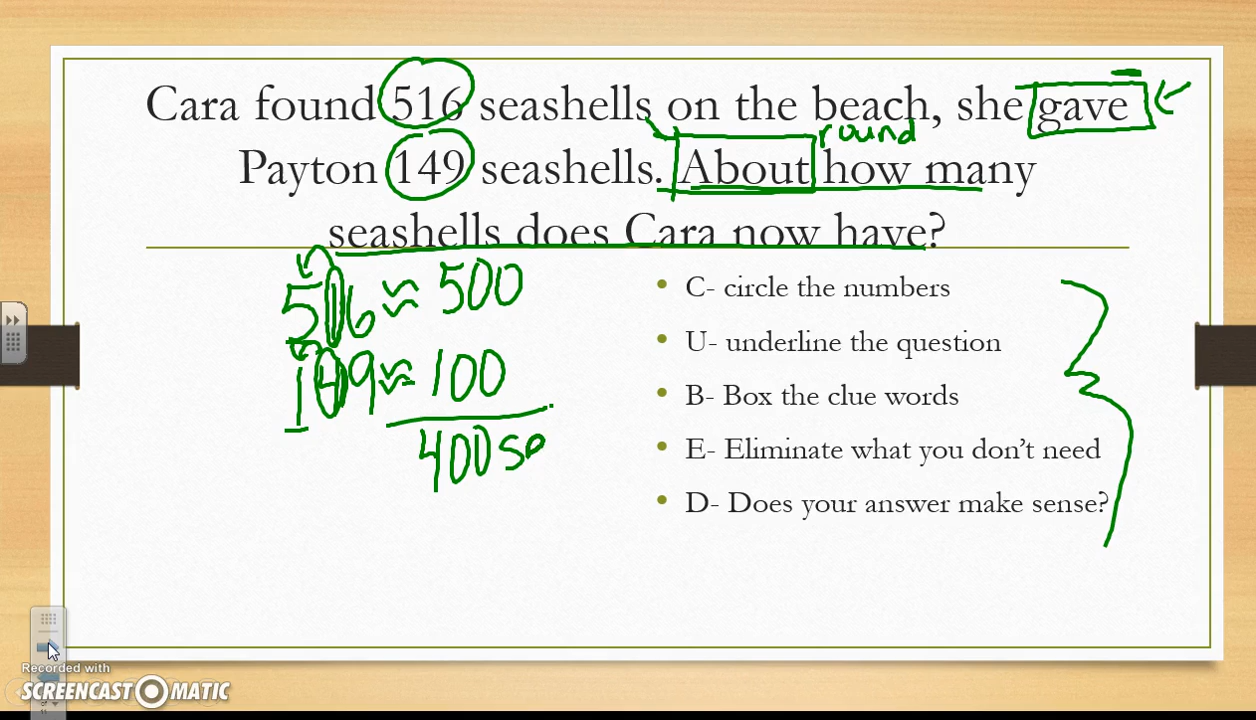 Cara found 516 seashells on the beach, she gave
round
Payton 149 seashells. About how many
seashells does Cara now have?
516 ≈ 500
149 ≈ 100
400 se
• C- circle the numbers
• U- underline the question
• B- Box the clue words
• E- Eliminate what you don't need
• D- Does your answer make sense?
Recorded with
SCREENCAST O MATIC